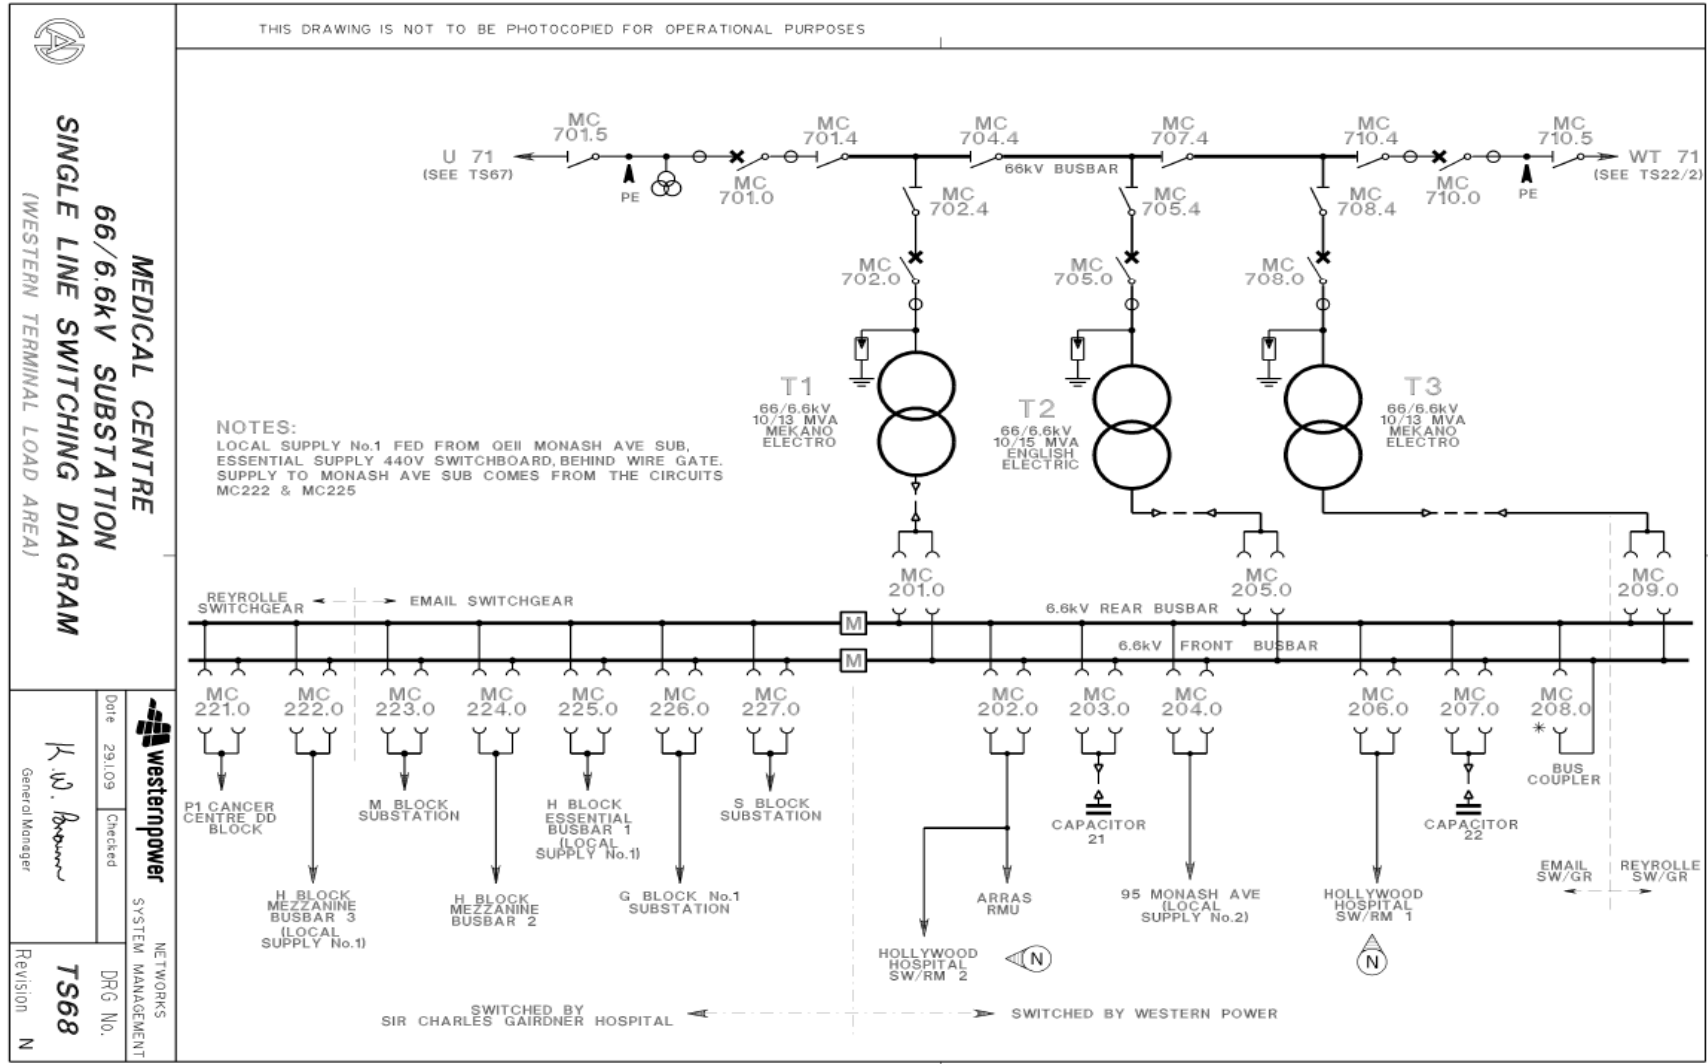 THIS DRAWING IS NOT TO BE PHOTOCOPIED FOR OPERATIONAL PURPOSES
MEDICAL CENTRE
66/6.6kV SUBSTATION
SINGLE LINE SWITCHING DIAGRAM
(WESTERN TERMINAL LOAD AREA)
U 71
(SEE TS67)
MC
701.5
PE
MC
701.0
MC
701.4
MC
704.4
66kV BUSBAR
MC
707.4
MC
710.4
MC
710.0
PE
MC
710.5
WT 71
(SEE TS22/2)
MC
702.4
MC
705.4
MC
708.4
MC
702.0
MC
705.0
MC
708.0
T1
66/6.6kV
10/13 MVA
MEKANO
ELECTRO
T2
66/6.6kV
10/15 MVA
ENGLISH
ELECTRIC
T3
66/6.6kV
10/13 MVA
MEKANO
ELECTRO
NOTES:
LOCAL SUPPLY No.1 FED FROM QEII MONASH AVE SUB,
ESSENTIAL SUPPLY 440V SWITCHBOARD, BEHIND WIRE GATE.
SUPPLY TO MONASH AVE SUB COMES FROM THE CIRCUITS
MC222 & MC225
MC
201.0
MC
205.0
MC
209.0
REYROLLE
SWITCHGEAR
EMAIL SWITCHGEAR
6.6kV REAR BUSBAR
M
6.6kV FRONT BUSBAR
M
MC
221.0
MC
222.0
MC
223.0
MC
224.0
MC
225.0
MC
226.0
MC
227.0
MC
202.0
MC
203.0
MC
204.0
MC
206.0
MC
207.0
MC
208.0
*
BUS
COUPLER
P1 CANCER
CENTRE DD
BLOCK
M BLOCK
SUBSTATION
H BLOCK
ESSENTIAL
BUSBAR 1
(LOCAL
SUPPLY No.1)
S BLOCK
SUBSTATION
CAPACITOR
21
CAPACITOR
22
H BLOCK
MEZZANINE
BUSBAR 3
(LOCAL
SUPPLY No.1)
H BLOCK
MEZZANINE
BUSBAR 2
G BLOCK No.1
SUBSTATION
ARRAS
RMU
95 MONASH AVE
(LOCAL
SUPPLY No.2)
HOLLYWOOD
HOSPITAL
SW/RM 1
N
EMAIL
SW/GR
REYROLLE
SW/GR
HOLLYWOOD
HOSPITAL
SW/RM 2
N
SWITCHED BY
SIR CHARLES GAIRDNER HOSPITAL
SWITCHED BY WESTERN POWER
westernpower
NETWORKS
SYSTEM MANAGEMENT
Date 29.1.09
Checked
General Manager
DRG No.
TS68
Revision N